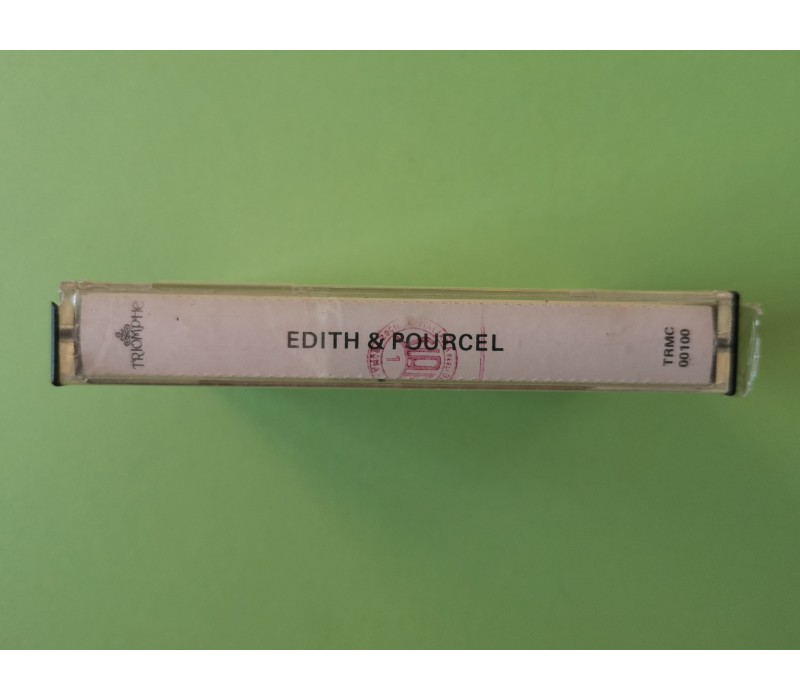 TRIOMPHE
EDITH & POURCEL
TRMC
00100